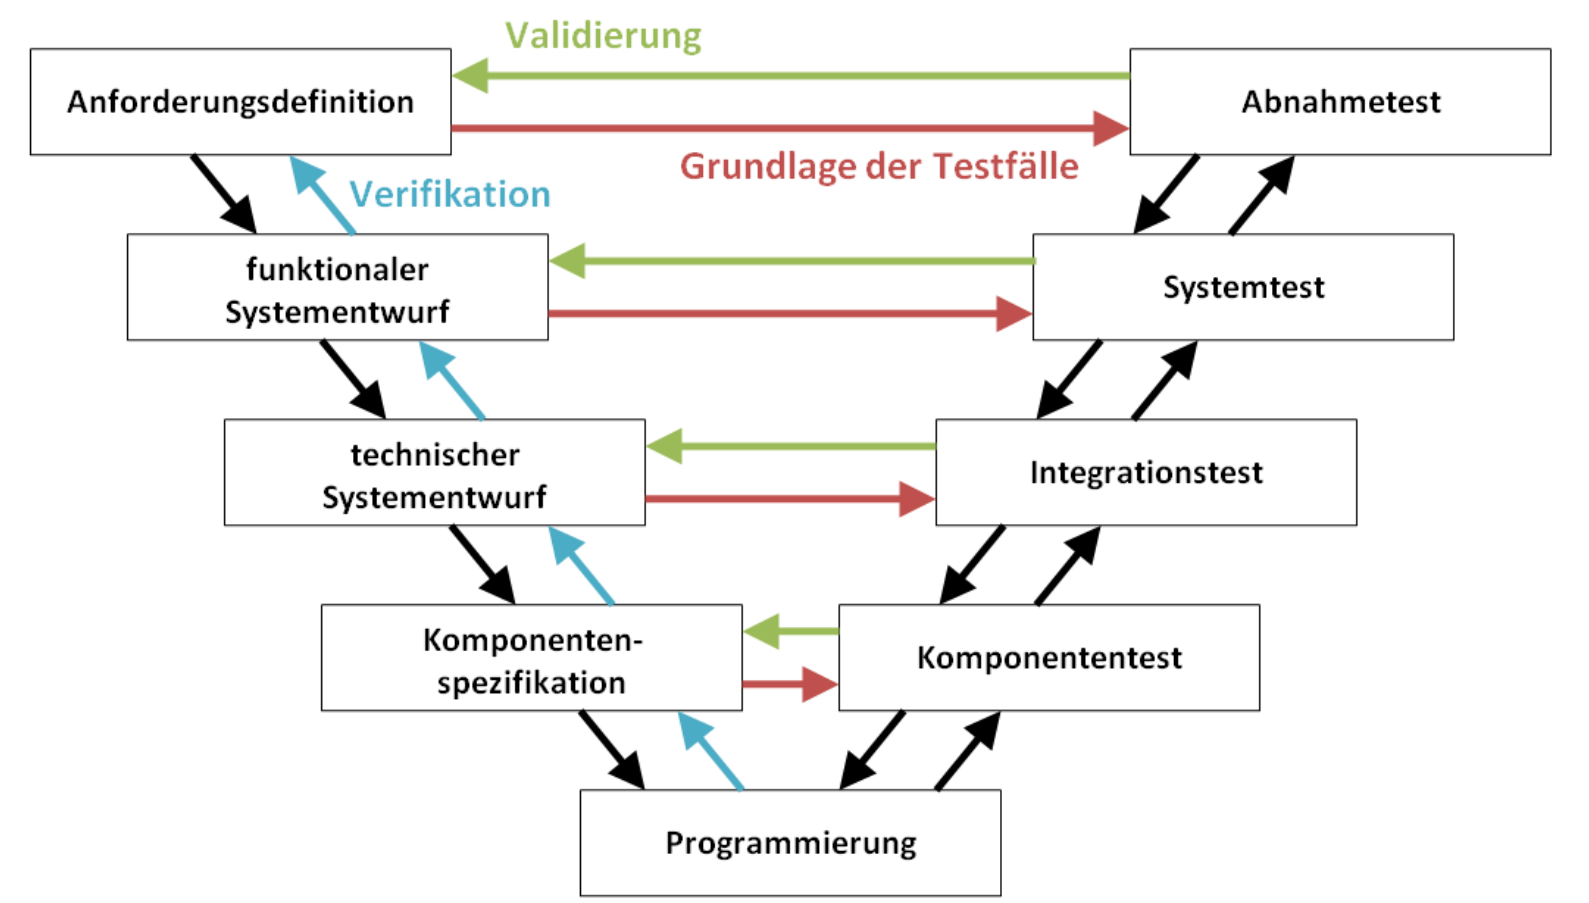 Validierung
Anforderungsdefinition
Abnahmetest
Grundlage der Testfälle
Verifikation
funktionaler
Systementwurf
Systemtest
technischer
Systementwurf
Integrationstest
Komponenten-
spezifikation
Komponententest
Programmierung